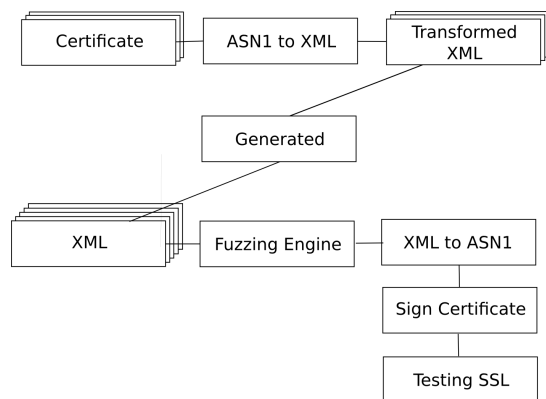 Certificate
ASN1 to XML
Transformed
XML
Generated
XML
Fuzzing Engine
XML to ASN1
Sign Certificate
Testing SSL